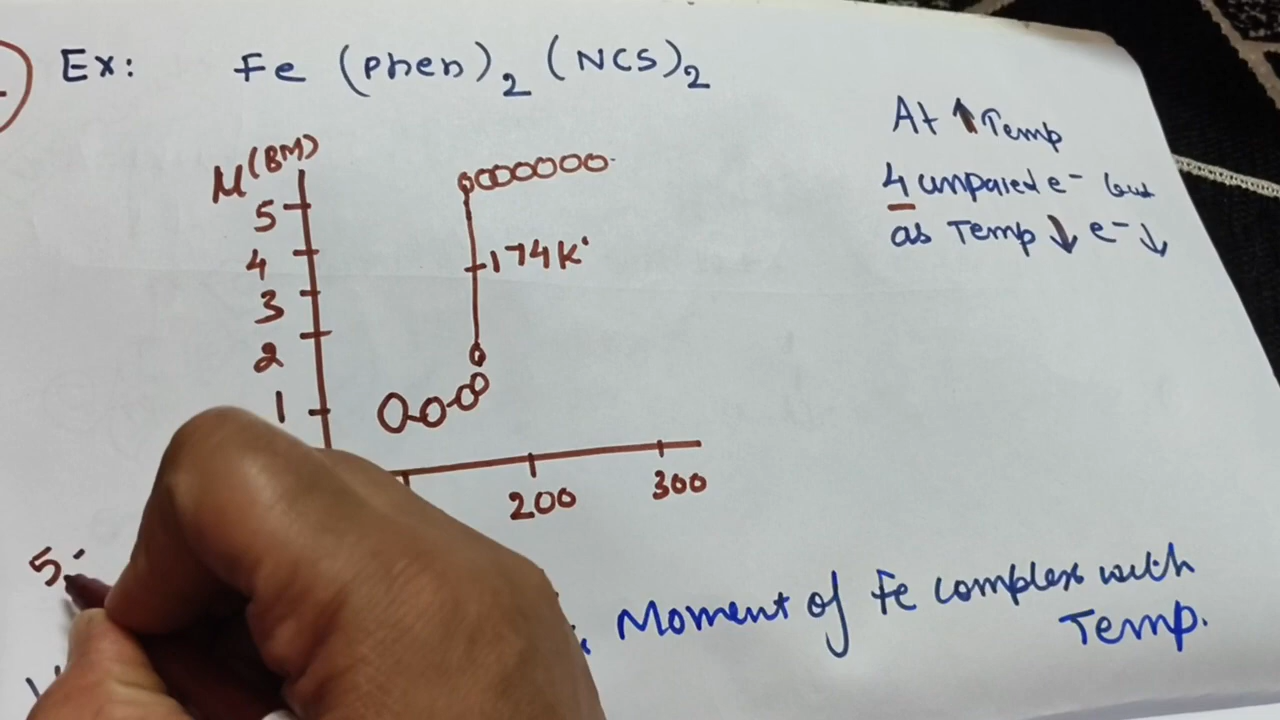 Ex: Fe (Phen)2 (NCS)2
At ↑ Temp
4 unpaired e- but
as Temp ↓ e- ↓
μ(BM)
5
4
3
2
1
174K
200
300
5
Moment of Fe complex with
Temp.